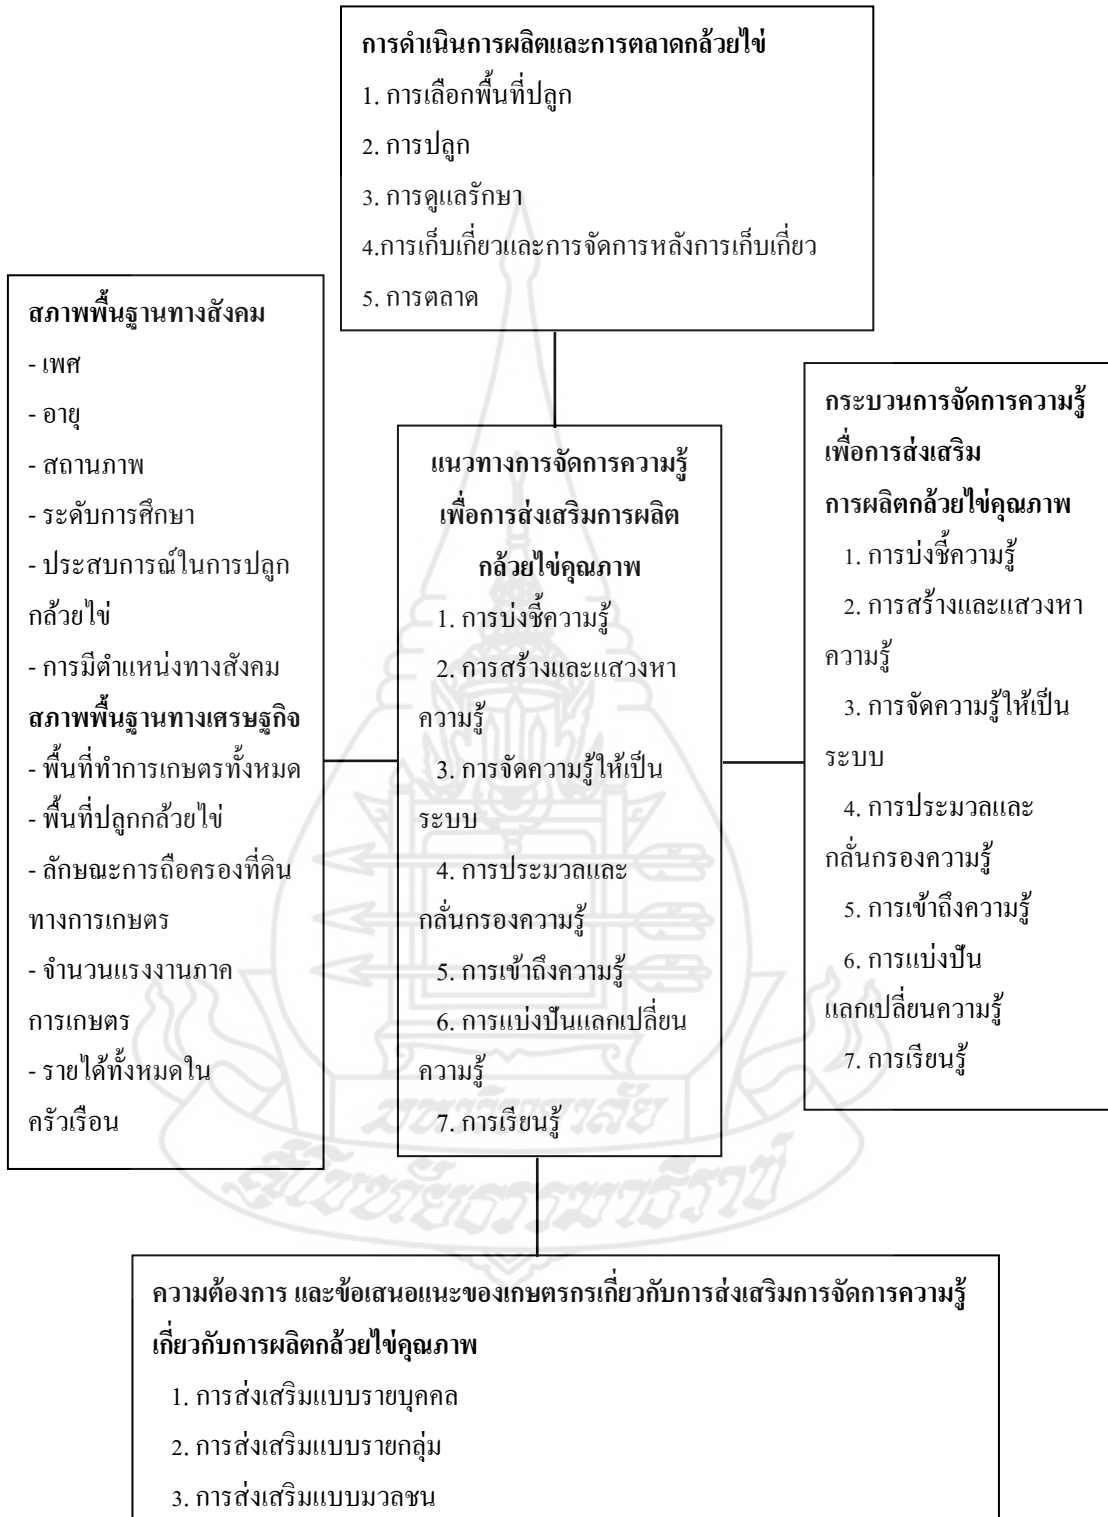 การดำเนินการผลิตและการตลาดกล้วยไข่
1. การเลือกพื้นที่ปลูก
2. การปลูก
3. การดูแลรักษา
4.การเก็บเกี่ยวและการจัดการหลังการเก็บเกี่ยว
5. การตลาด
สภาพพื้นฐานทางสังคม
- เพศ
- อายุ
- สถานภาพ
- ระดับการศึกษา
- ประสบการณ์ในการปลูก
กล้วยไข่
- การมีตำแหน่งทางสังคม
สภาพพื้นฐานทางเศรษฐกิจ
- พื้นที่ทำการเกษตรทั้งหมด
- พื้นที่ปลูกกล้วยไข่
- ลักษณะการถือครองที่ดิน
ทางการเกษตร
- จำนวนแรงงานภาค
การเกษตร
- รายได้ทั้งหมดใน
ครัวเรือน
แนวทางการจัดการความรู้
เพื่อการส่งเสริมการผลิต
กล้วยไข่คุณภาพ
1. การบ่งชี้ความรู้
2. การสร้างและแสวงหา
ความรู้
3. การจัดความรู้ให้เป็น
ระบบ
4. การประมวลและ
กลั่นกรองความรู้
5. การเข้าถึงความรู้
6. การแบ่งปันแลกเปลี่ยน
ความรู้
7. การเรียนรู้
กระบวนการจัดการความรู้
เพื่อการส่งเสริม
การผลิตกล้วยไข่คุณภาพ
1. การบ่งชี้ความรู้
2. การสร้างและแสวงหา
ความรู้
3. การจัดความรู้ให้เป็น
ระบบ
4. การประมวลและ
กลั่นกรองความรู้
5. การเข้าถึงความรู้
6. การแบ่งปัน
แลกเปลี่ยนความรู้
7. การเรียนรู้
มหาวิทยาลัย
สุโขทัยธรรมาธิราช
ความต้องการ และข้อเสนอแนะของเกษตรกรเกี่ยวกับการส่งเสริมการจัดการความรู้
เกี่ยวกับการผลิตกล้วยไข่คุณภาพ
1. การส่งเสริมแบบรายบุคคล
2. การส่งเสริมแบบรายกลุ่ม
3. การส่งเสริมแบบมวลชน